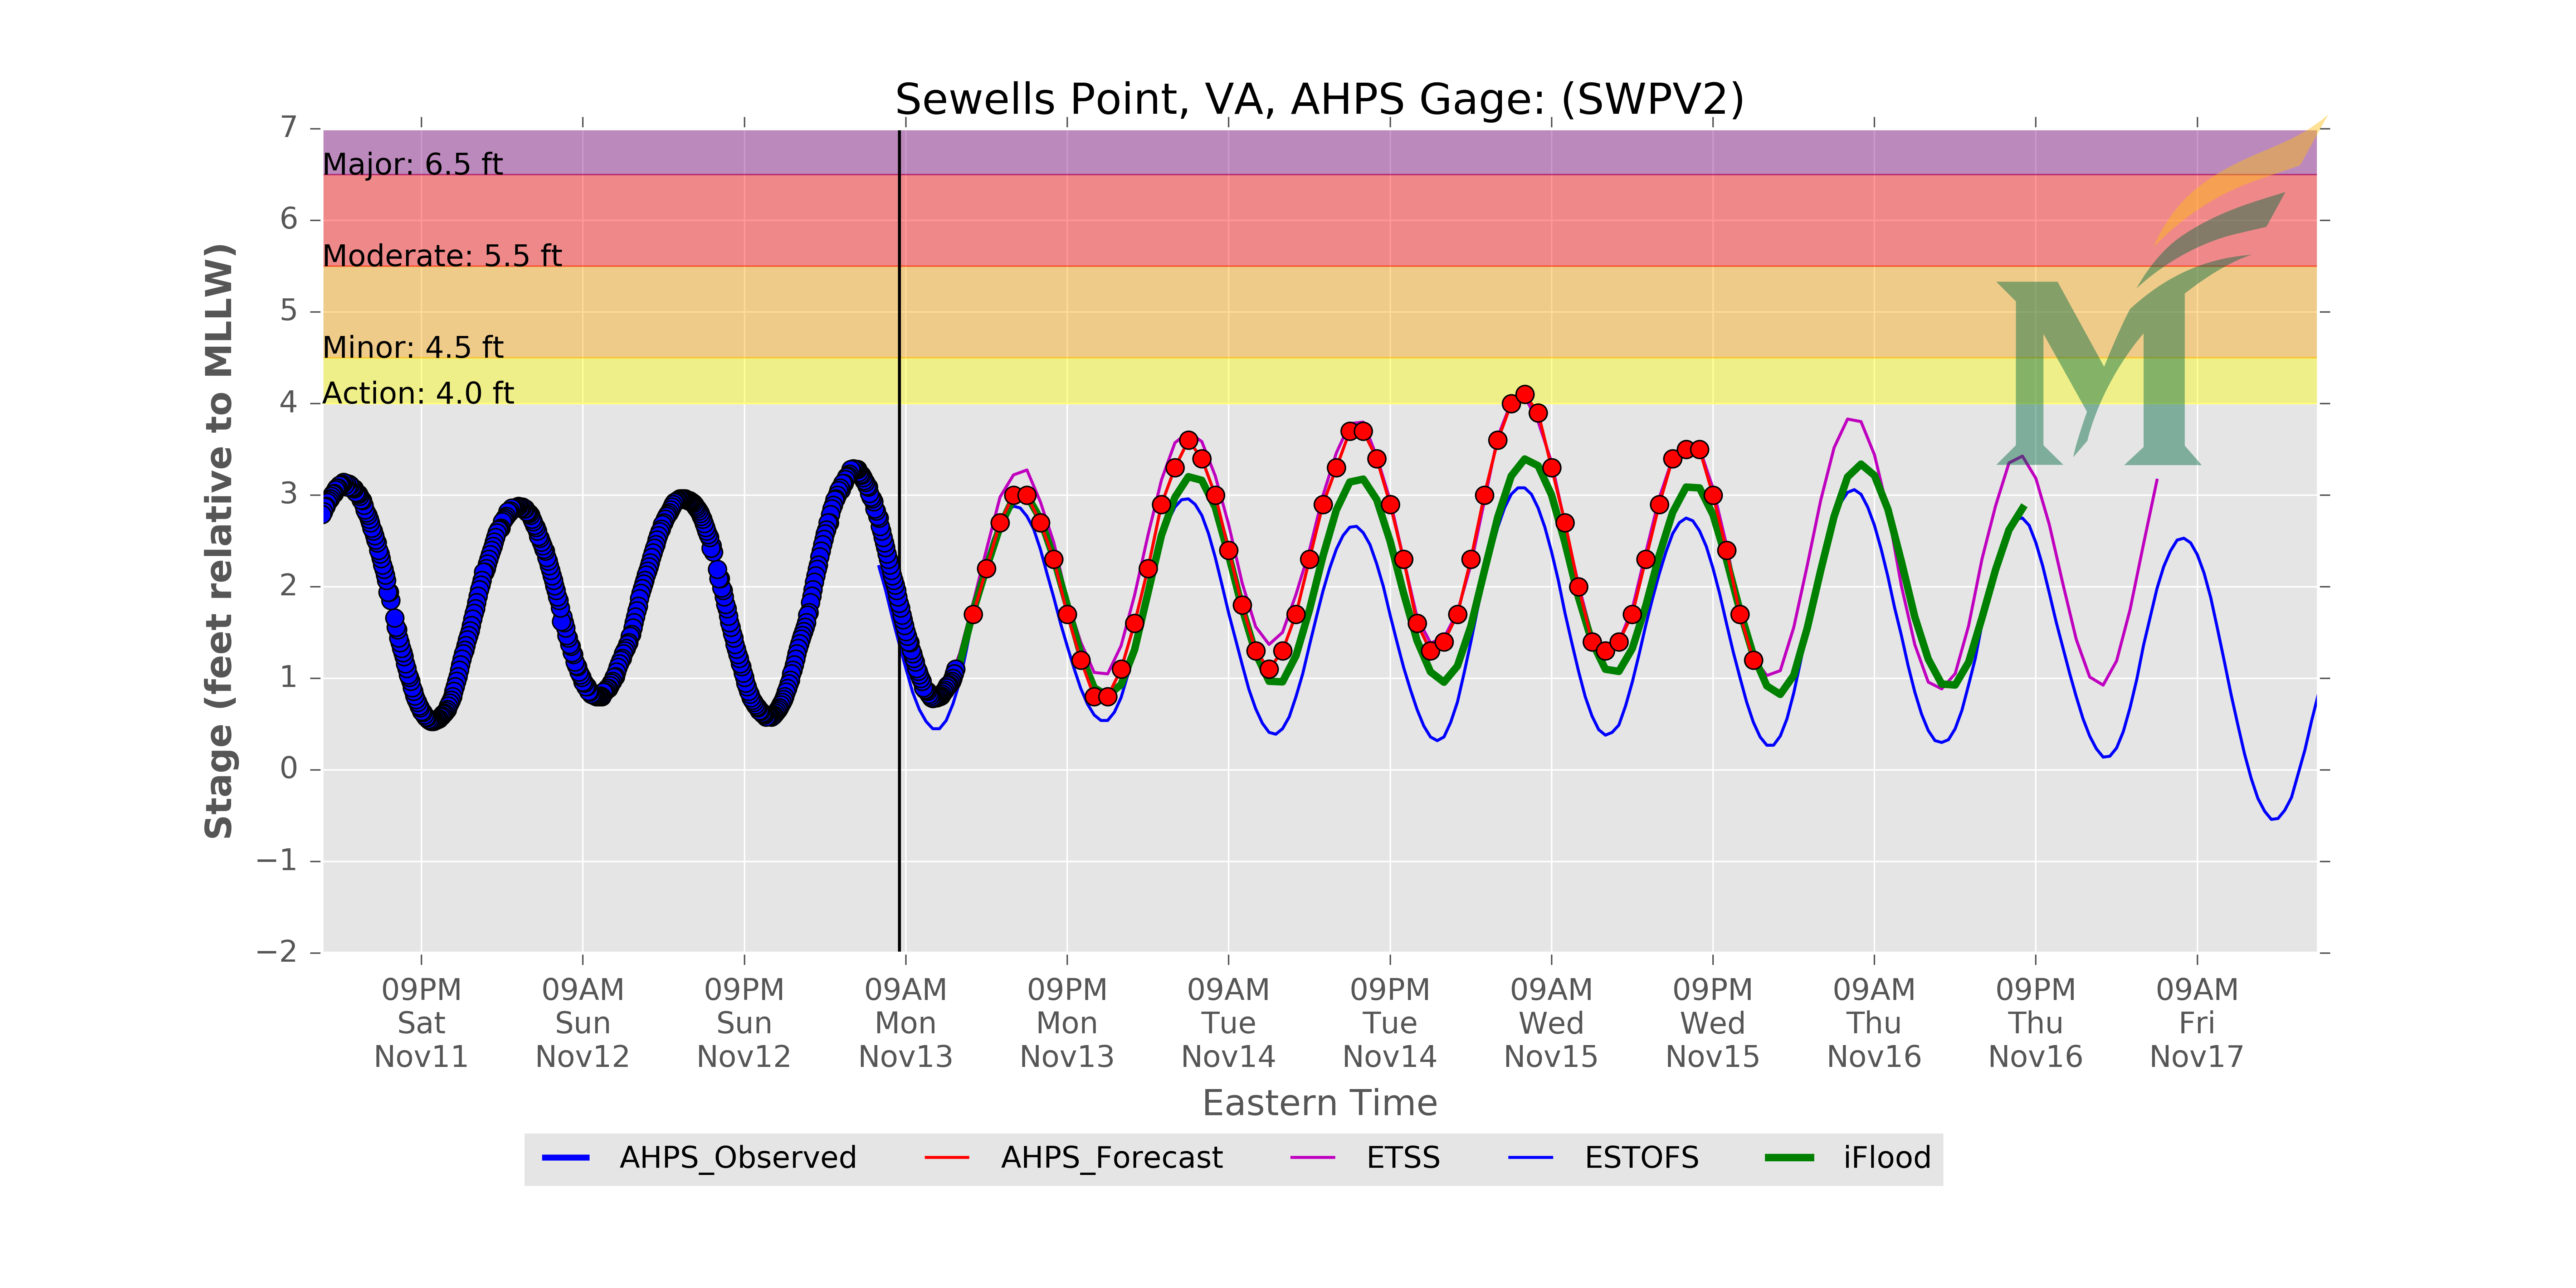 Sewells Point, VA, AHPS Gage: (SWPV2)
7
Major: 6.5 ft
6
Moderate: 5.5 ft
5
Minor: 4.5 ft
Action: 4.0 ft
4
3
2
1
0
−1
−2
Stage (feet relative to MLLW)
09PM 09AM 09PM 09AM 09PM 09AM 09PM 09AM 09PM 09AM 09PM 09AM
Sat Sun Sun Mon Mon Tue Tue Wed Wed Thu Thu Fri
Nov11 Nov12 Nov12 Nov13 Nov13 Nov14 Nov14 Nov15 Nov15 Nov16 Nov16 Nov17
Eastern Time
AHPS_Observed AHPS_Forecast ETSS ESTOFS iFlood
M